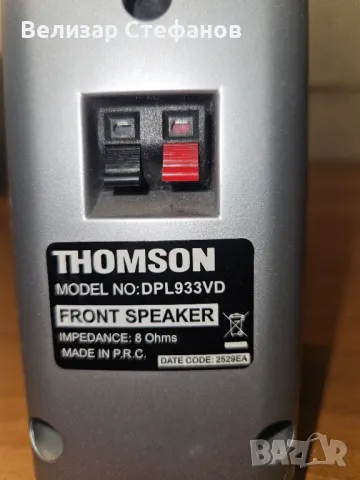 Велизар Стефанов
THOMSON
MODEL NO:DPL933VD
FRONT SPEAKER
IMPEDANCE: 8 Ohms
MADE IN P.R.C.
DATE CODE: 2529EA
BAZAR